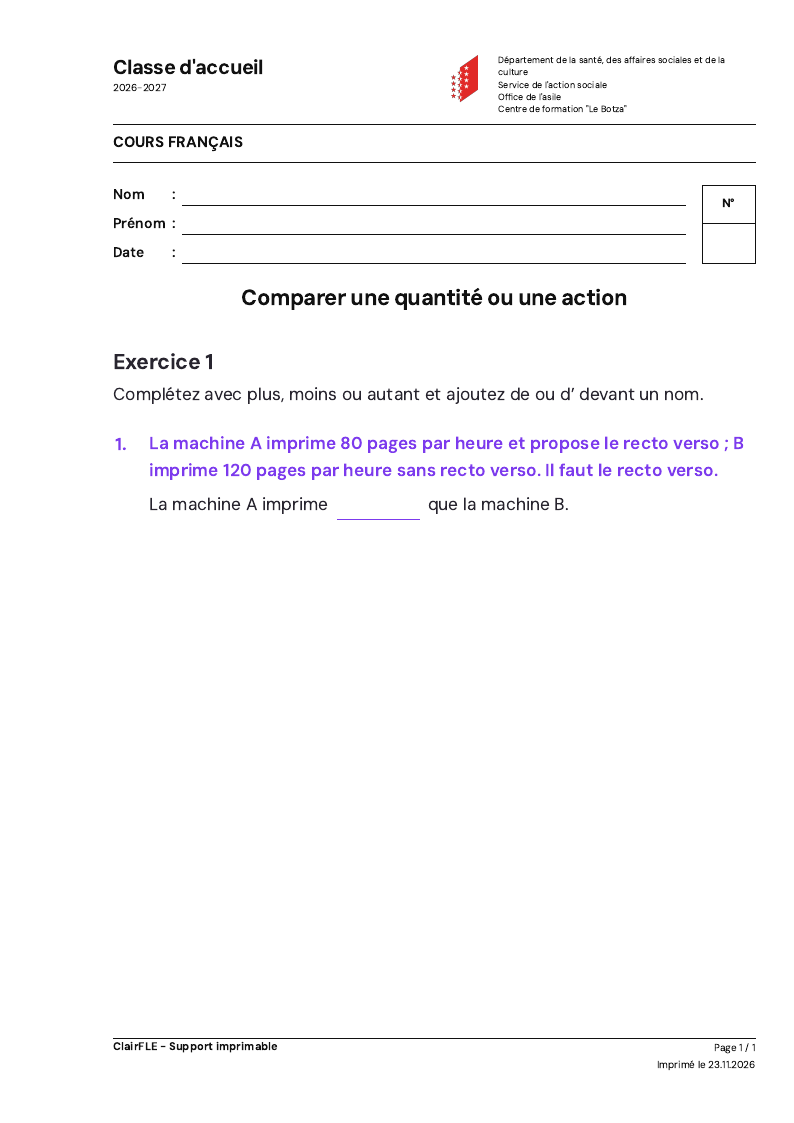 Classe d'accueil
2026-2027
Département de la santé, des affaires sociales et de la
culture
Service de l'action sociale
Office de l'asile
Centre de formation "Le Botza"
COURS FRANÇAIS
Nom :
Prénom :
Date :
N°
Comparer une quantité ou une action
Exercice 1
Complétez avec plus, moins ou autant et ajoutez de ou d’ devant un nom.
1. La machine A imprime 80 pages par heure et propose le recto verso ; B
imprime 120 pages par heure sans recto verso. Il faut le recto verso.
La machine A imprime ________ que la machine B.
ClairFLE - Support imprimable
Page 1 / 1
Imprimé le 23.11.2026